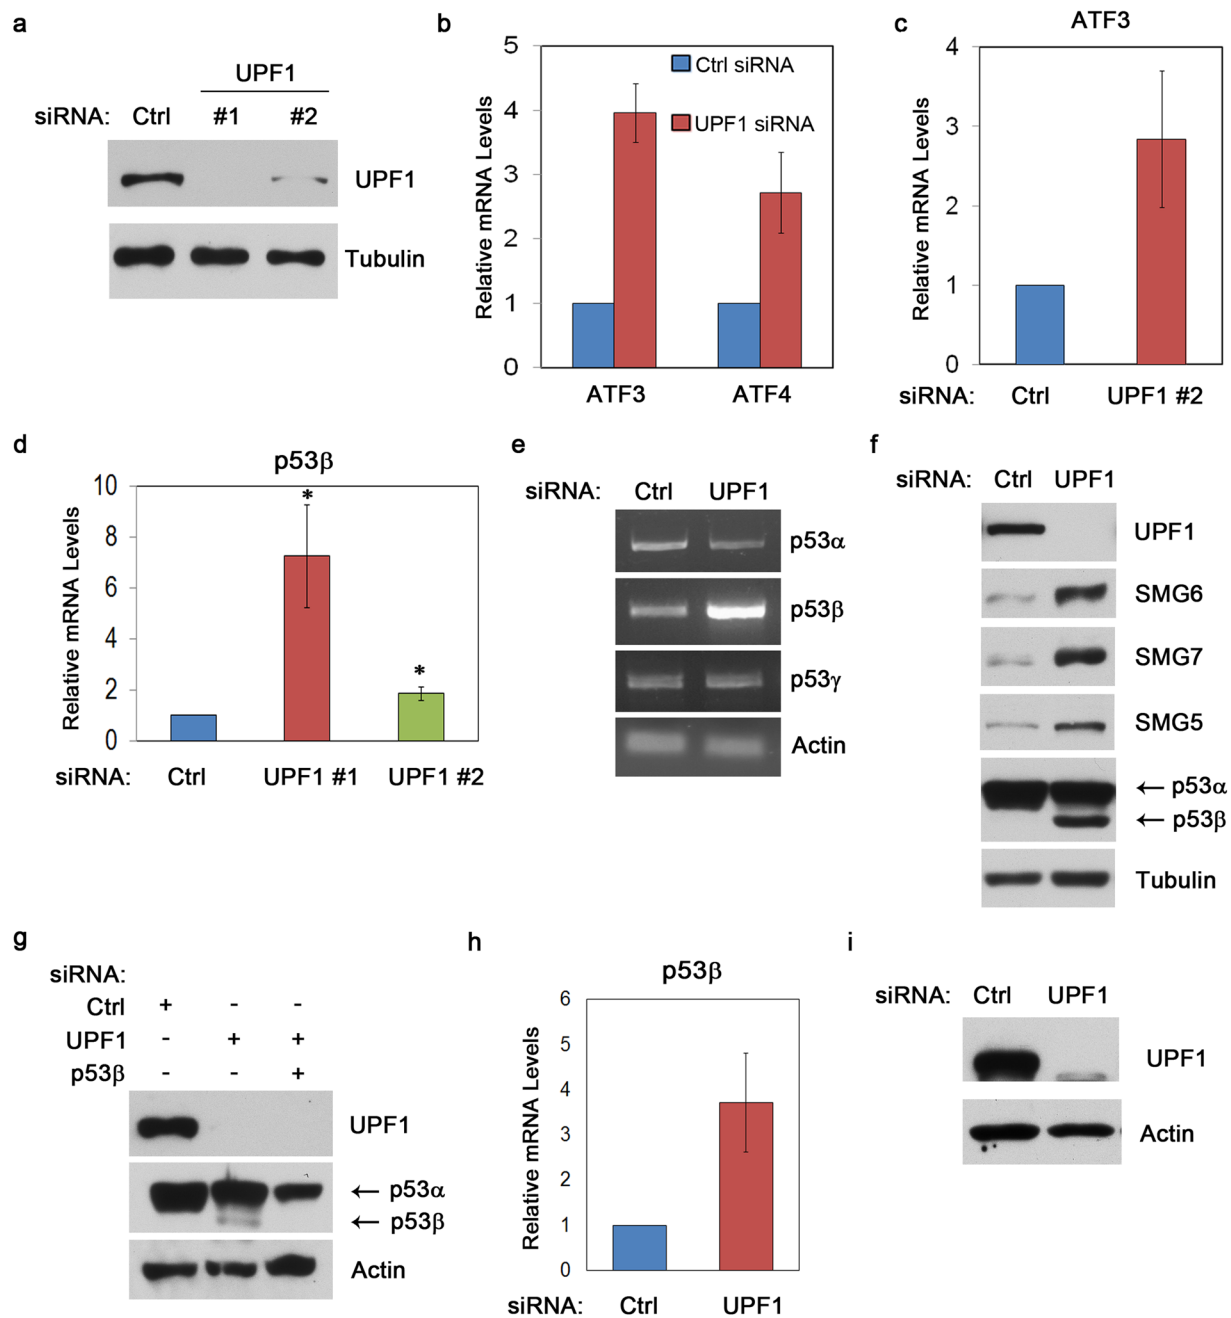 a
UPF1
siRNA: Ctrl #1 #2
UPF1
Tubulin
b
Relative mRNA Levels
5
4
3
2
1
0
Ctrl siRNA
UPF1 siRNA
ATF3 ATF4
c
ATF3
Relative mRNA Levels
4
3
2
1
0
siRNA: Ctrl UPF1 #2
d
p53β
Relative mRNA Levels
10
8
6
4
2
0
* *
siRNA: Ctrl UPF1 #1 UPF1 #2
e
siRNA: Ctrl UPF1
p53α
p53β
p53γ
Actin
f
siRNA: Ctrl UPF1
UPF1
SMG6
SMG7
SMG5
← p53α
← p53β
Tubulin
g
siRNA:
Ctrl + - -
UPF1 - + +
p53β - - +
UPF1
← p53α
← p53β
Actin
h
p53β
Relative mRNA Levels
6
5
4
3
2
1
0
siRNA: Ctrl UPF1
i
siRNA: Ctrl UPF1
UPF1
Actin